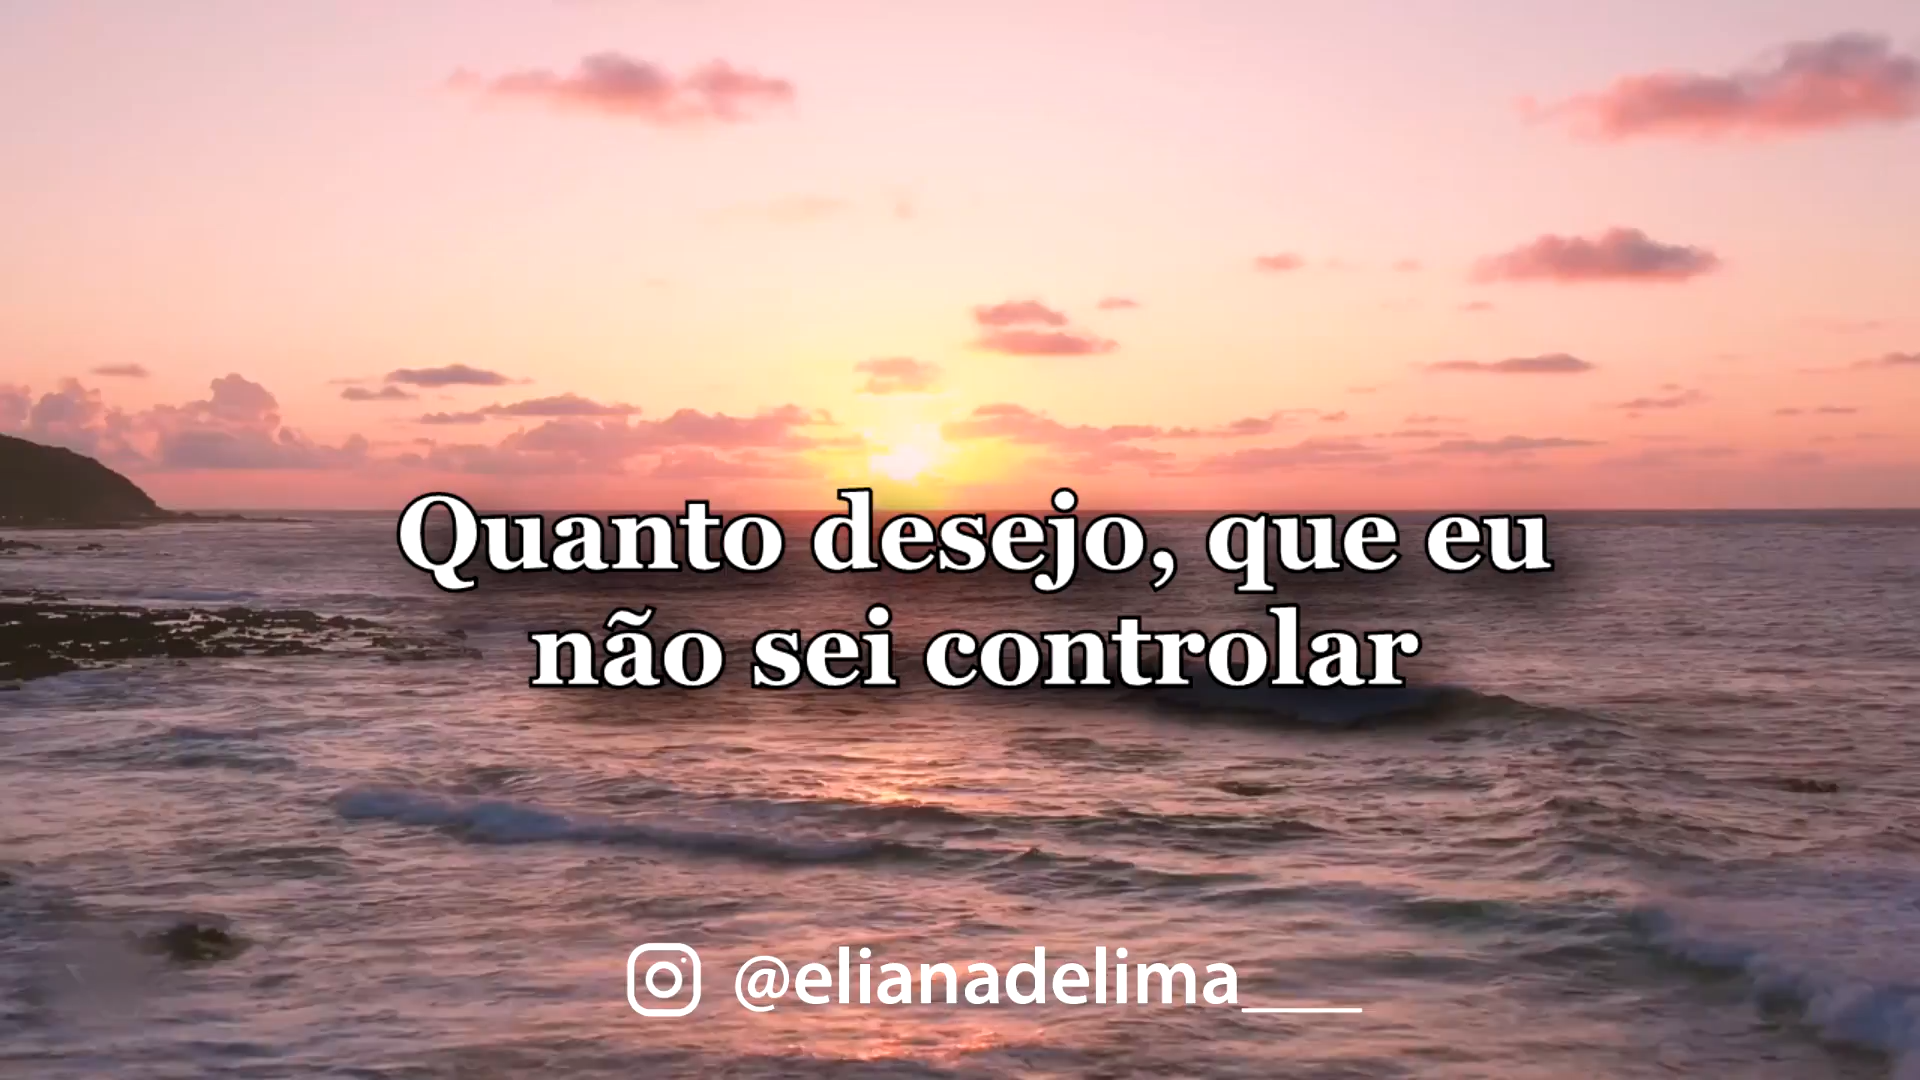 Quanto desejo, que eu
não sei controlar
@elianadelima___